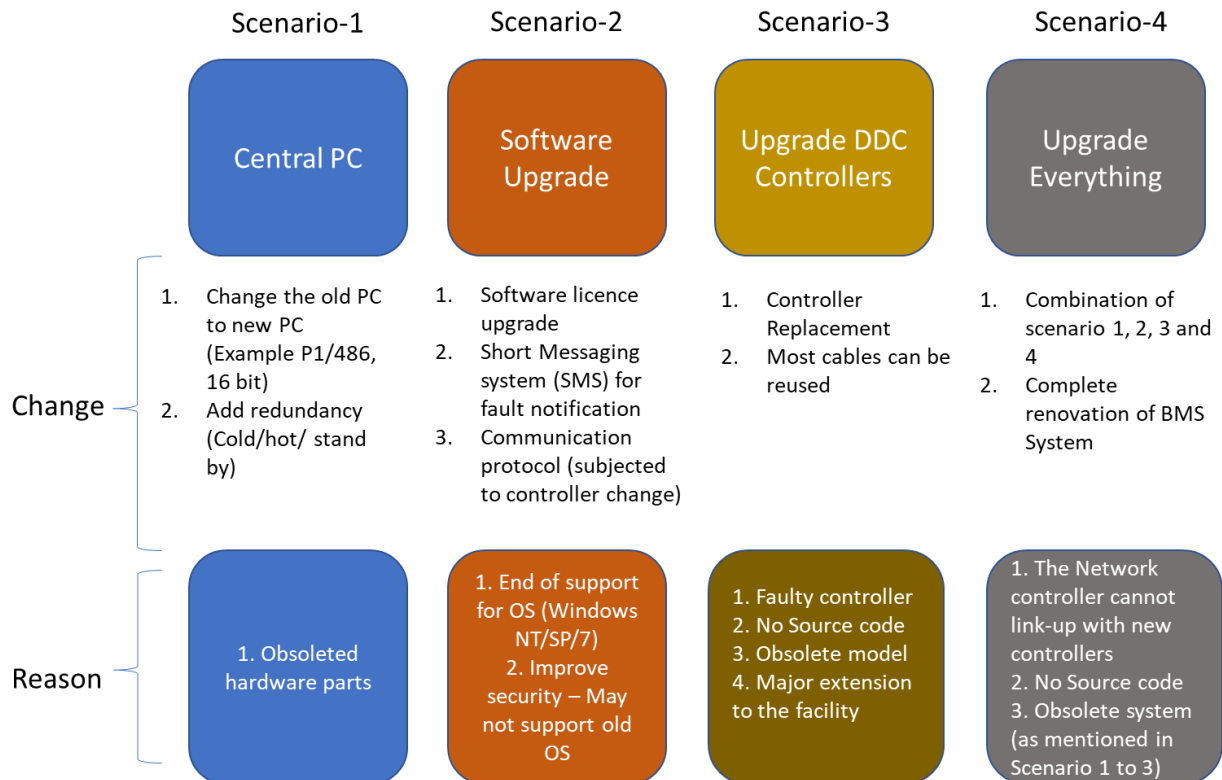 Scenario-1
Scenario-2
Scenario-3
Scenario-4
Central PC
Software
Upgrade
Upgrade DDC
Controllers
Upgrade
Everything
Change
1. Change the old PC
to new PC
(Example P1/486,
16 bit)
2. Add redundancy
(Cold/hot/ stand
by)
1. Software licence
upgrade
2. Short Messaging
system (SMS) for
fault notification
3. Communication
protocol (subjected
to controller change)
1. Controller
Replacement
2. Most cables can be
reused
1. Combination of
scenario 1, 2, 3 and
4
2. Complete
renovation of BMS
System
Reason
1. Obsoleted
hardware parts
1. End of support
for OS (Windows
NT/SP/7)
2. Improve
security – May
not support old
OS
1. Faulty controller
2. No Source code
3. Obsolete model
4. Major extension
to the facility
1. The Network
controller cannot
link-up with new
controllers
2. No Source code
3. Obsolete system
(as mentioned in
Scenario 1 to 3)